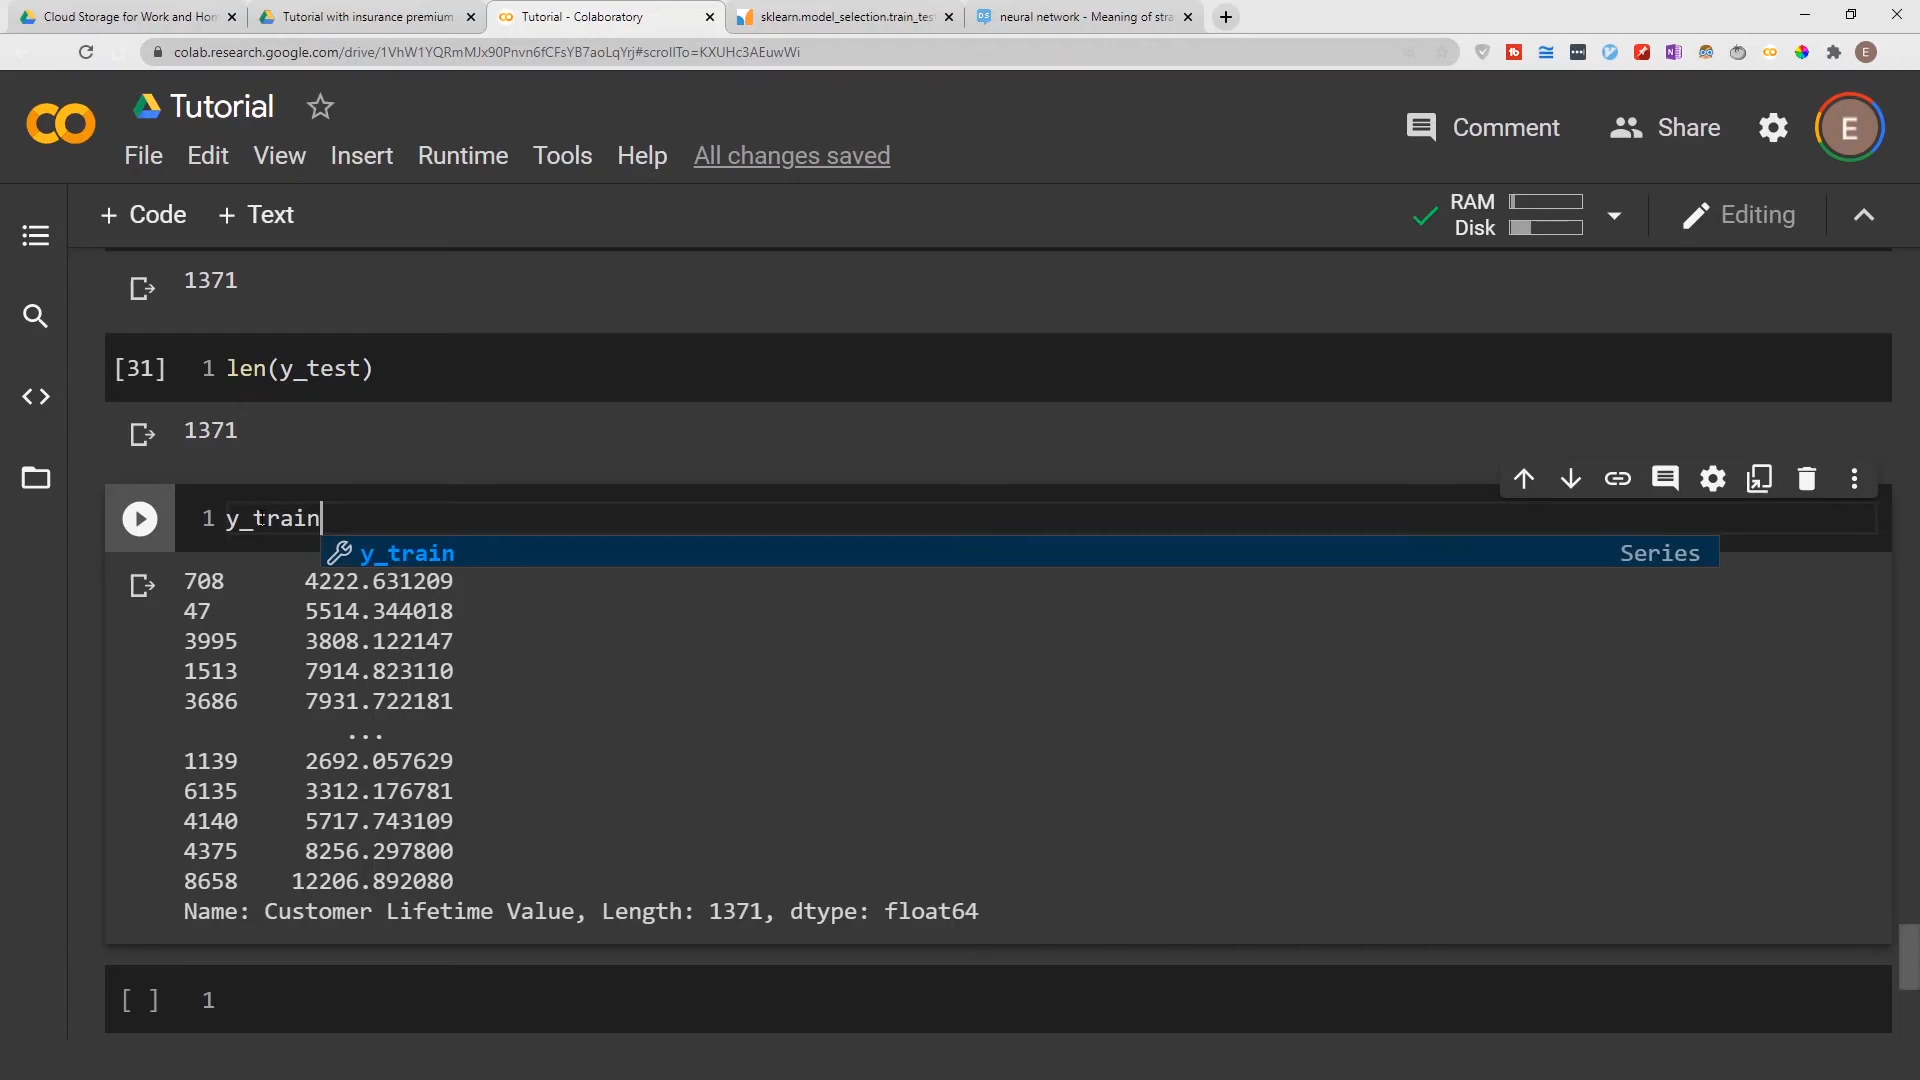 Cloud Storage for Work and Hom
Tutorial with insurance premium
Tutorial - Colaboratory
sklearn.model_selection.train_tes
neural network - Meaning of stra
colab.research.google.com/drive/1VhW1YQRmMJx90Pnvn6fCFsYB7aoLqYrj#scrollTo=KXUHc3AEuwWi
E
Tutorial
Comment
Share
E
File
Edit
View
Insert
Runtime
Tools
Help
All changes saved
+ Code
+ Text
RAM
Disk
Editing
1371
[31] 1 len(y_test)
1371
1 y_train
y_train Series
708 4222.631209
47 5514.344018
3995 3808.122147
1513 7914.823110
3686 7931.722181
...
1139 2692.057629
6135 3312.176781
4140 5717.743109
4375 8256.297800
8658 12206.892080
Name: Customer Lifetime Value, Length: 1371, dtype: float64
[ ] 1